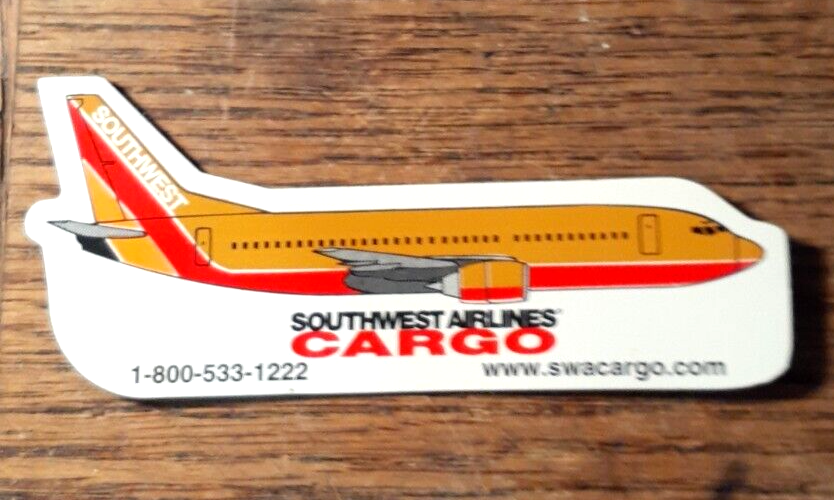 SOUTHWEST
SOUTHWEST AIRLINES
CARGO
1-800-533-1222
www.swacargo.com